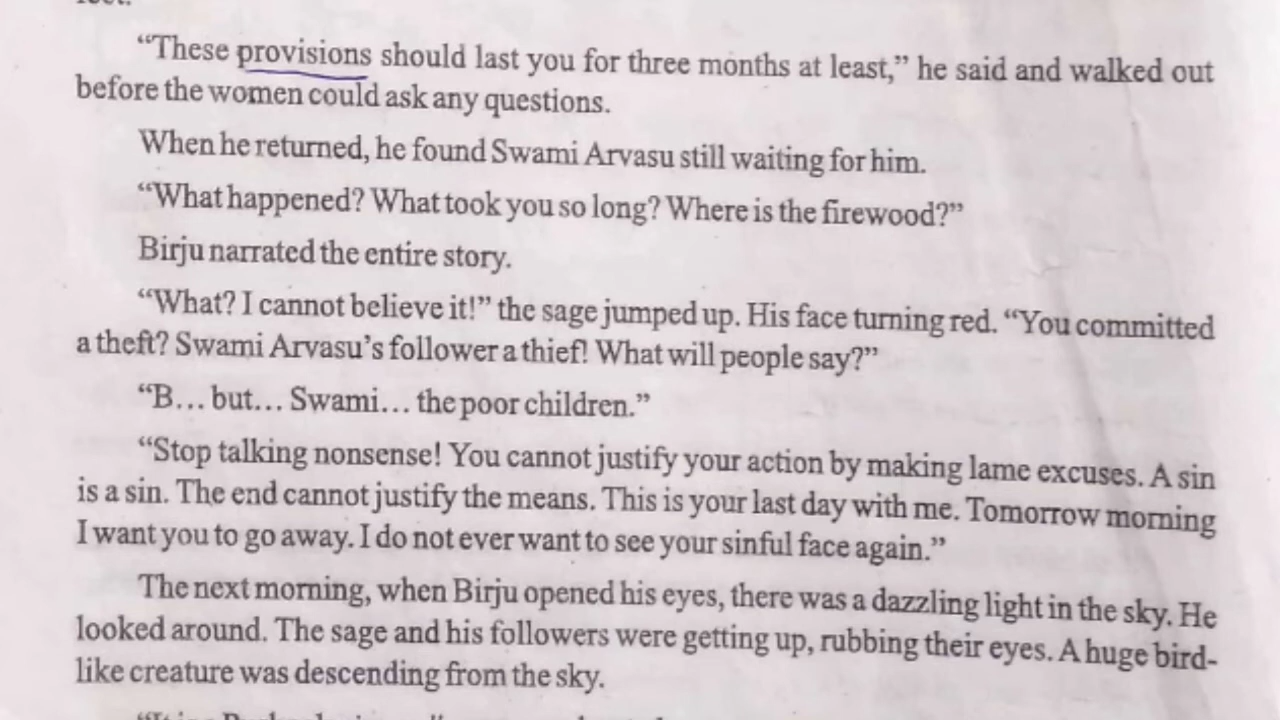 “These provisions should last you for three months at least,” he said and walked out
before the women could ask any questions.
When he returned, he found Swami Arvasu still waiting for him.
“What happened? What took you so long? Where is the firewood?”
Birju narrated the entire story.
“What? I cannot believe it!” the sage jumped up. His face turning red. “You committed
a theft? Swami Arvasu’s follower a thief! What will people say?”
“B... but... Swami... the poor children.”
“Stop talking nonsense! You cannot justify your action by making lame excuses. A sin
is a sin. The end cannot justify the means. This is your last day with me. Tomorrow morning
I want you to go away. I do not ever want to see your sinful face again.”
The next morning, when Birju opened his eyes, there was a dazzling light in the sky. He
looked around. The sage and his followers were getting up, rubbing their eyes. A huge bird-
like creature was descending from the sky.